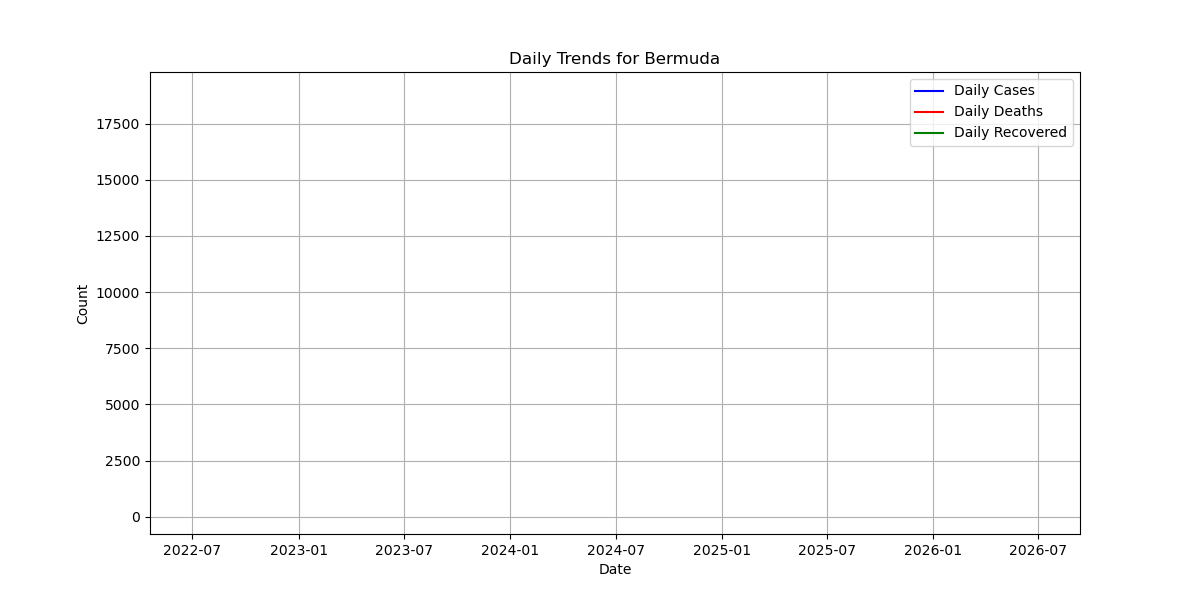 Daily Trends for Bermuda
Daily Cases
Daily Deaths
Daily Recovered
17500
15000
12500
10000
7500
5000
2500
0
Count
2022-07 2023-01 2023-07 2024-01 2024-07 2025-01 2025-07 2026-01 2026-07
Date